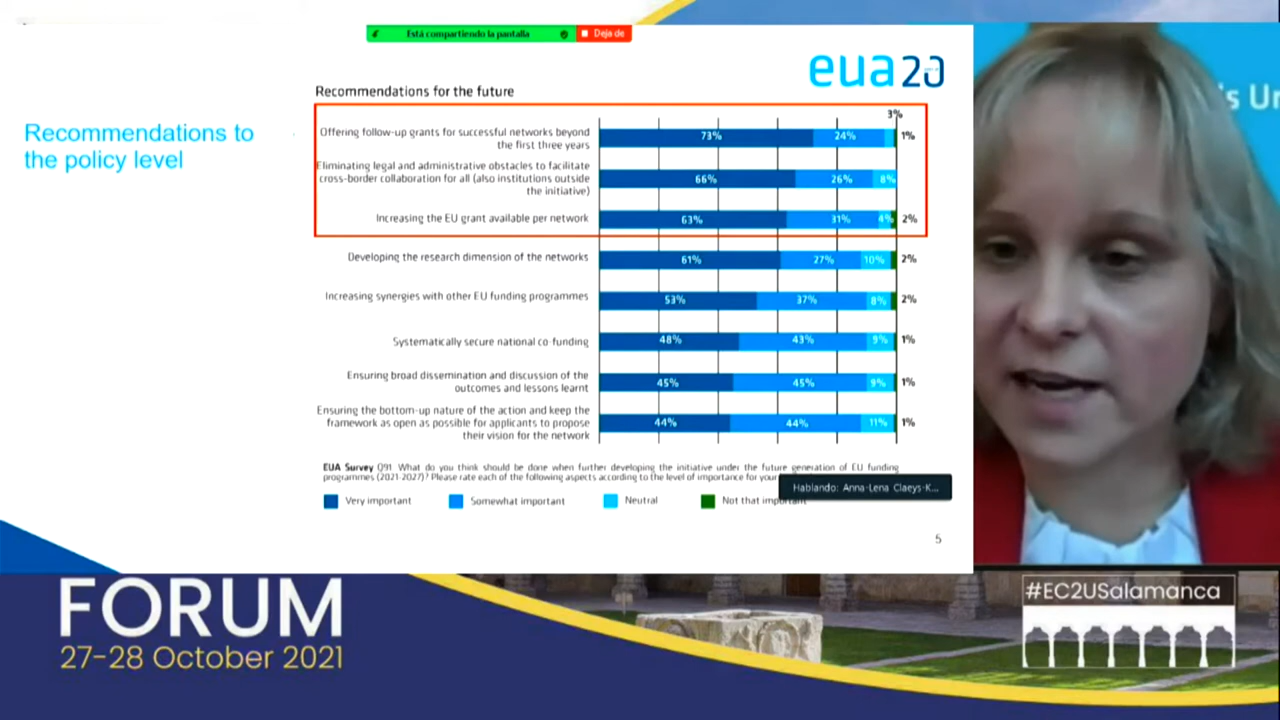 Está compartiendo la pantalla
Deja de
eua20
s Un
Recommendations to
the policy level
Recommendations for the future
3%
Offering follow-up grants for successful networks beyond
the first three years
73% 24% 1%
Eliminating legal and administrative obstacles to facilitate
cross-border collaboration for all (also institutions outside
the initiative)
66% 26% 8%
Increasing the EU grant available per network
63% 31% 4% 2%
Developing the research dimension of the networks
61% 27% 10% 2%
Increasing synergies with other EU funding programmes
53% 37% 8% 2%
Systematically secure national co-funding
48% 43% 9% 1%
Ensuring broad dissemination and discussion of the
outcomes and lessons learnt
45% 45% 9% 1%
Ensuring the bottom-up nature of the action and keep the
framework as open as possible for applicants to propose
their vision for the network
44% 44% 11% 1%
EUA Survey Q91 What do you think should be done when further developing the initiative under the future generation of EU funding
programmes (2021-2027)? Please rate each of the following aspects according to the level of importance for your
Hablando: Anna-Lena Claeys-K...
Very important
Somewhat important
Neutral
Not that important
5
FORUM
27-28 October 2021
#EC2USalamanca